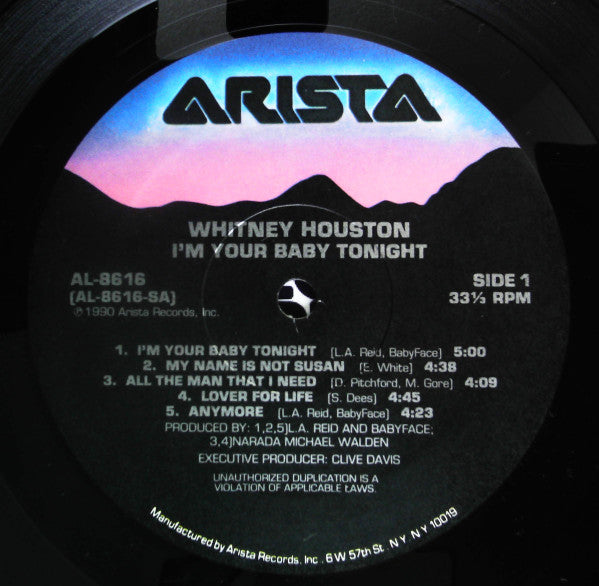 ARISTA
WHITNEY HOUSTON
I'M YOUR BABY TONIGHT
AL-8616
(AL-8616-SA)
℗1990 Arista Records, Inc.
SIDE 1
33⅓ RPM
1. I'M YOUR BABY TONIGHT (L.A. Reid, BabyFace) 5:00
2. MY NAME IS NOT SUSAN (E. White) 4:38
3. ALL THE MAN THAT I NEED (D. Pitchford, M. Gore) 4:09
4. LOVER FOR LIFE (S. Dees) 4:45
5. ANYMORE (L.A. Reid, BabyFace) 4:23
PRODUCED BY: 1,2,5)L.A. REID AND BABYFACE;
3,4)NARADA MICHAEL WALDEN
EXECUTIVE PRODUCER: CLIVE DAVIS
UNAUTHORIZED DUPLICATION IS A
VIOLATION OF APPLICABLE LAWS.
Manufactured by Arista Records, Inc. 6 W 57th St. N Y, N Y 10019